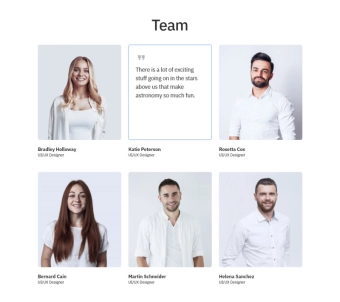 Team
"
There is a lot of exciting
stuff going on in the stars
above us that make
astronomy so much fun.
Bradley Holloway
UI/UX Designer
Katie Peterson
UI/UX Designer
Rosetta Cox
UI/UX Designer
Bernard Cain
UI/UX Designer
Martin Schneider
UI/UX Designer
Helena Sanchez
UI/UX Designer